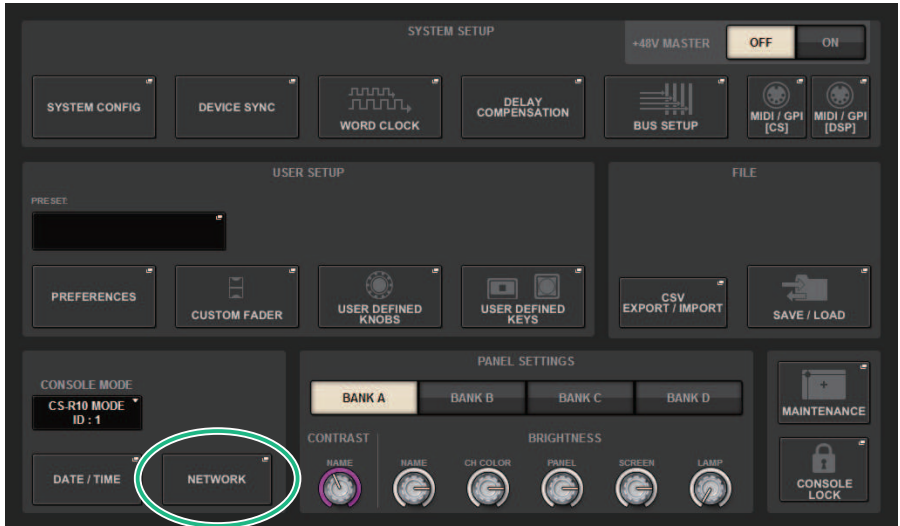 SYSTEM SETUP
+48V MASTER
OFF
ON
SYSTEM CONFIG
DEVICE SYNC
WORD CLOCK
DELAY
COMPENSATION
BUS SETUP
MIDI / GPI
[CS]
MIDI / GPI
[DSP]
USER SETUP
PRESET
PREFERENCES
CUSTOM FADER
USER DEFINED
KNOBS
USER DEFINED
KEYS
FILE
CSV
EXPORT / IMPORT
SAVE / LOAD
CONSOLE MODE
CS-R10 MODE
ID : 1
DATE / TIME
NETWORK
PANEL SETTINGS
BANK A
BANK B
BANK C
BANK D
CONTRAST
BRIGHTNESS
NAME
NAME
CH COLOR
PANEL
SCREEN
LAMP
MAINTENANCE
CONSOLE
LOCK